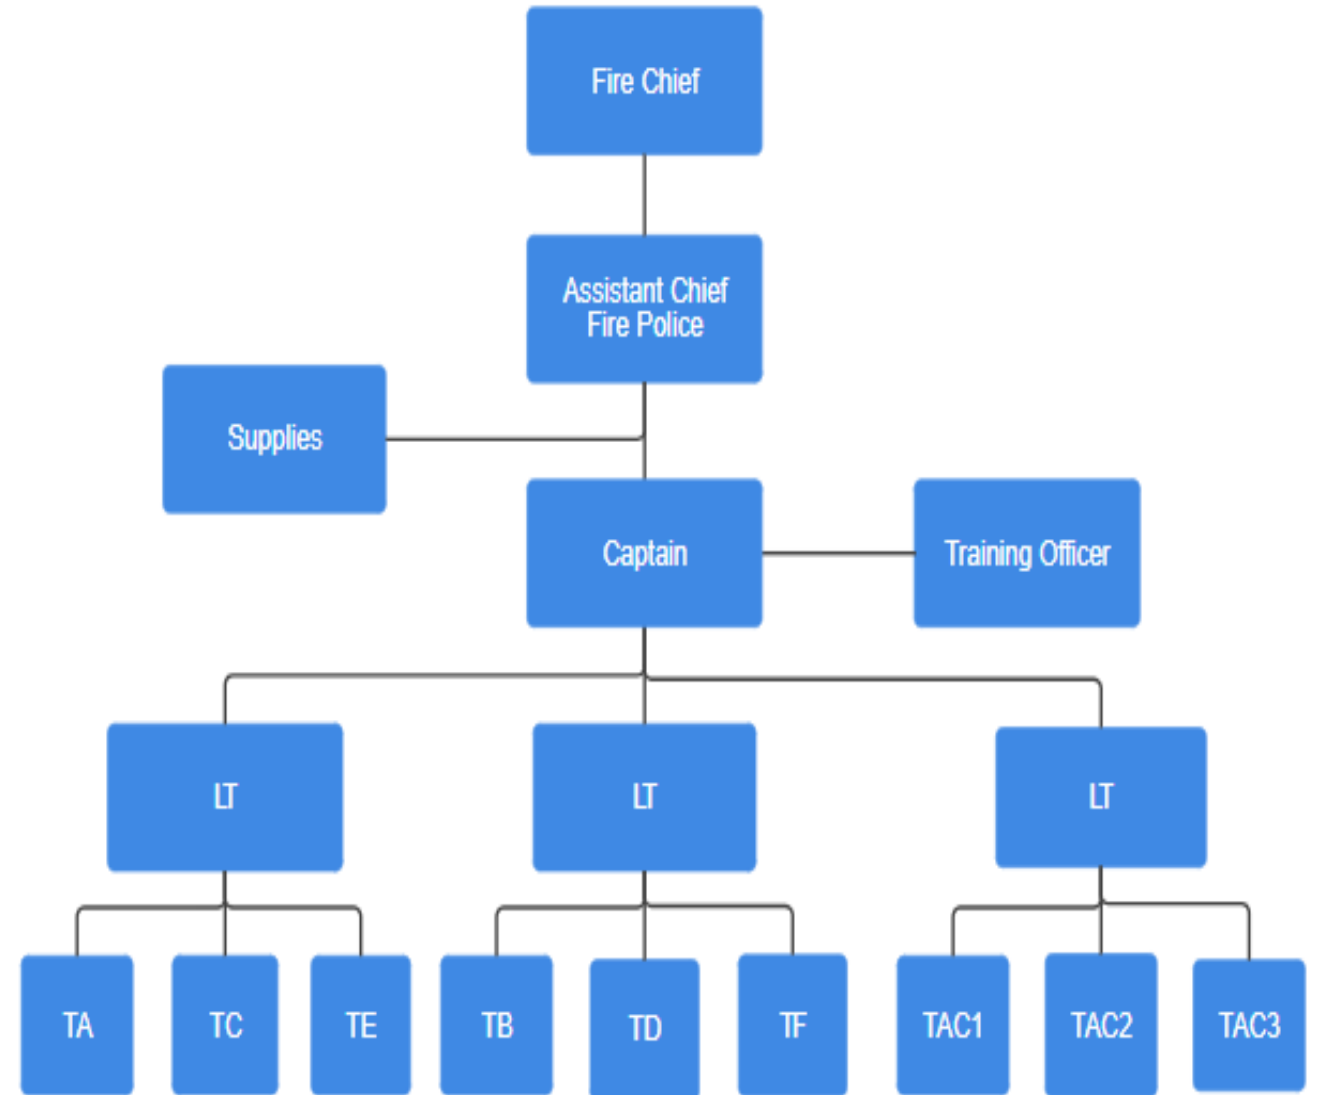 Fire Chief
Assistant Chief
Fire Police
Supplies
Captain
Training Officer
LT
LT
LT
TA
TC
TE
TB
TD
TF
TAC1
TAC2
TAC3